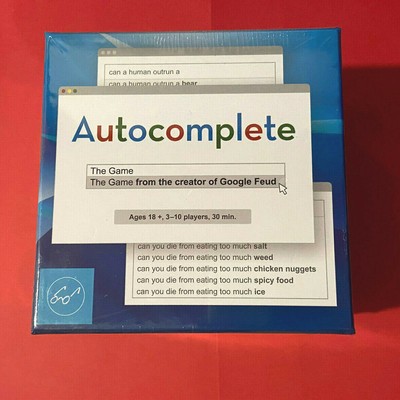 can a human outrun a
can a human outrun a bear
Autocomplete
The Game
The Game from the creator of Google Feud
Ages 18 +, 3–10 players, 30 min.
can you die from eating too much salt
can you die from eating too much weed
can you die from eating too much chicken nuggets
can you die from eating too much spicy food
can you die from eating too much ice